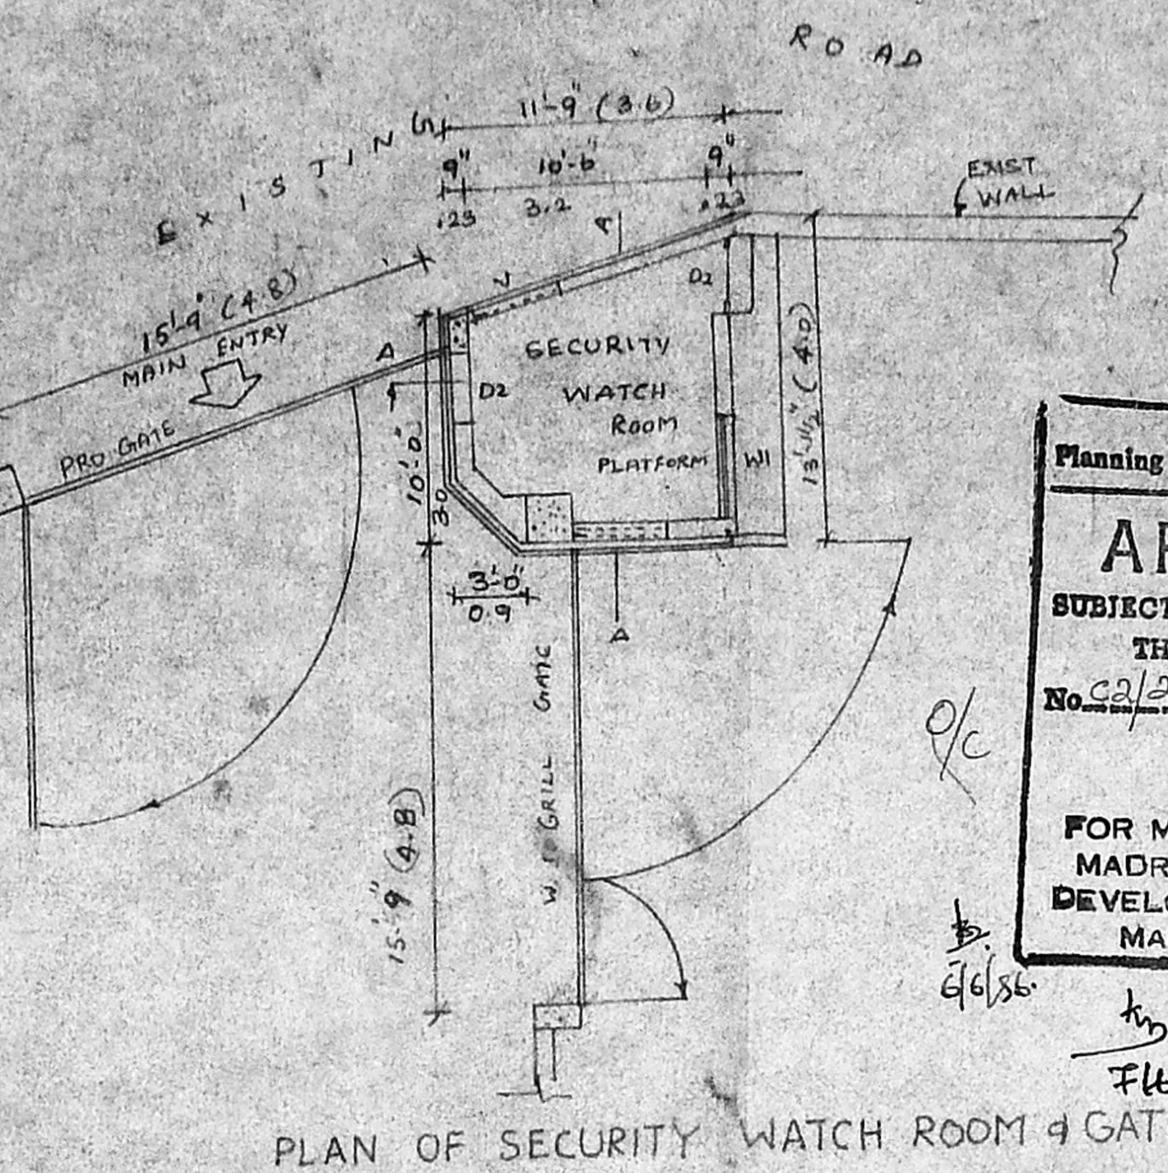 ROAD
EXISTING
11'-9" (3.6)
9" 10'-6" 9"
.23 3.2 .23
EXIST
WALL
15'-9" (4.8)
MAIN ENTRY
A
PRO GATE
V
D2
SECURITY
WATCH
ROOM
PLATFORM
D2
W1
13'-1½" (4.0)
10'-0"
3.0
3'-0"
0.9
A
GRILL GATE
15'-9" (4.8)
O/C
Planning
SUBJECT
TH
No. C2/2
FOR M
MADR
DEVELO
MA
6/6/86.
PLAN OF SECURITY WATCH ROOM & GAT